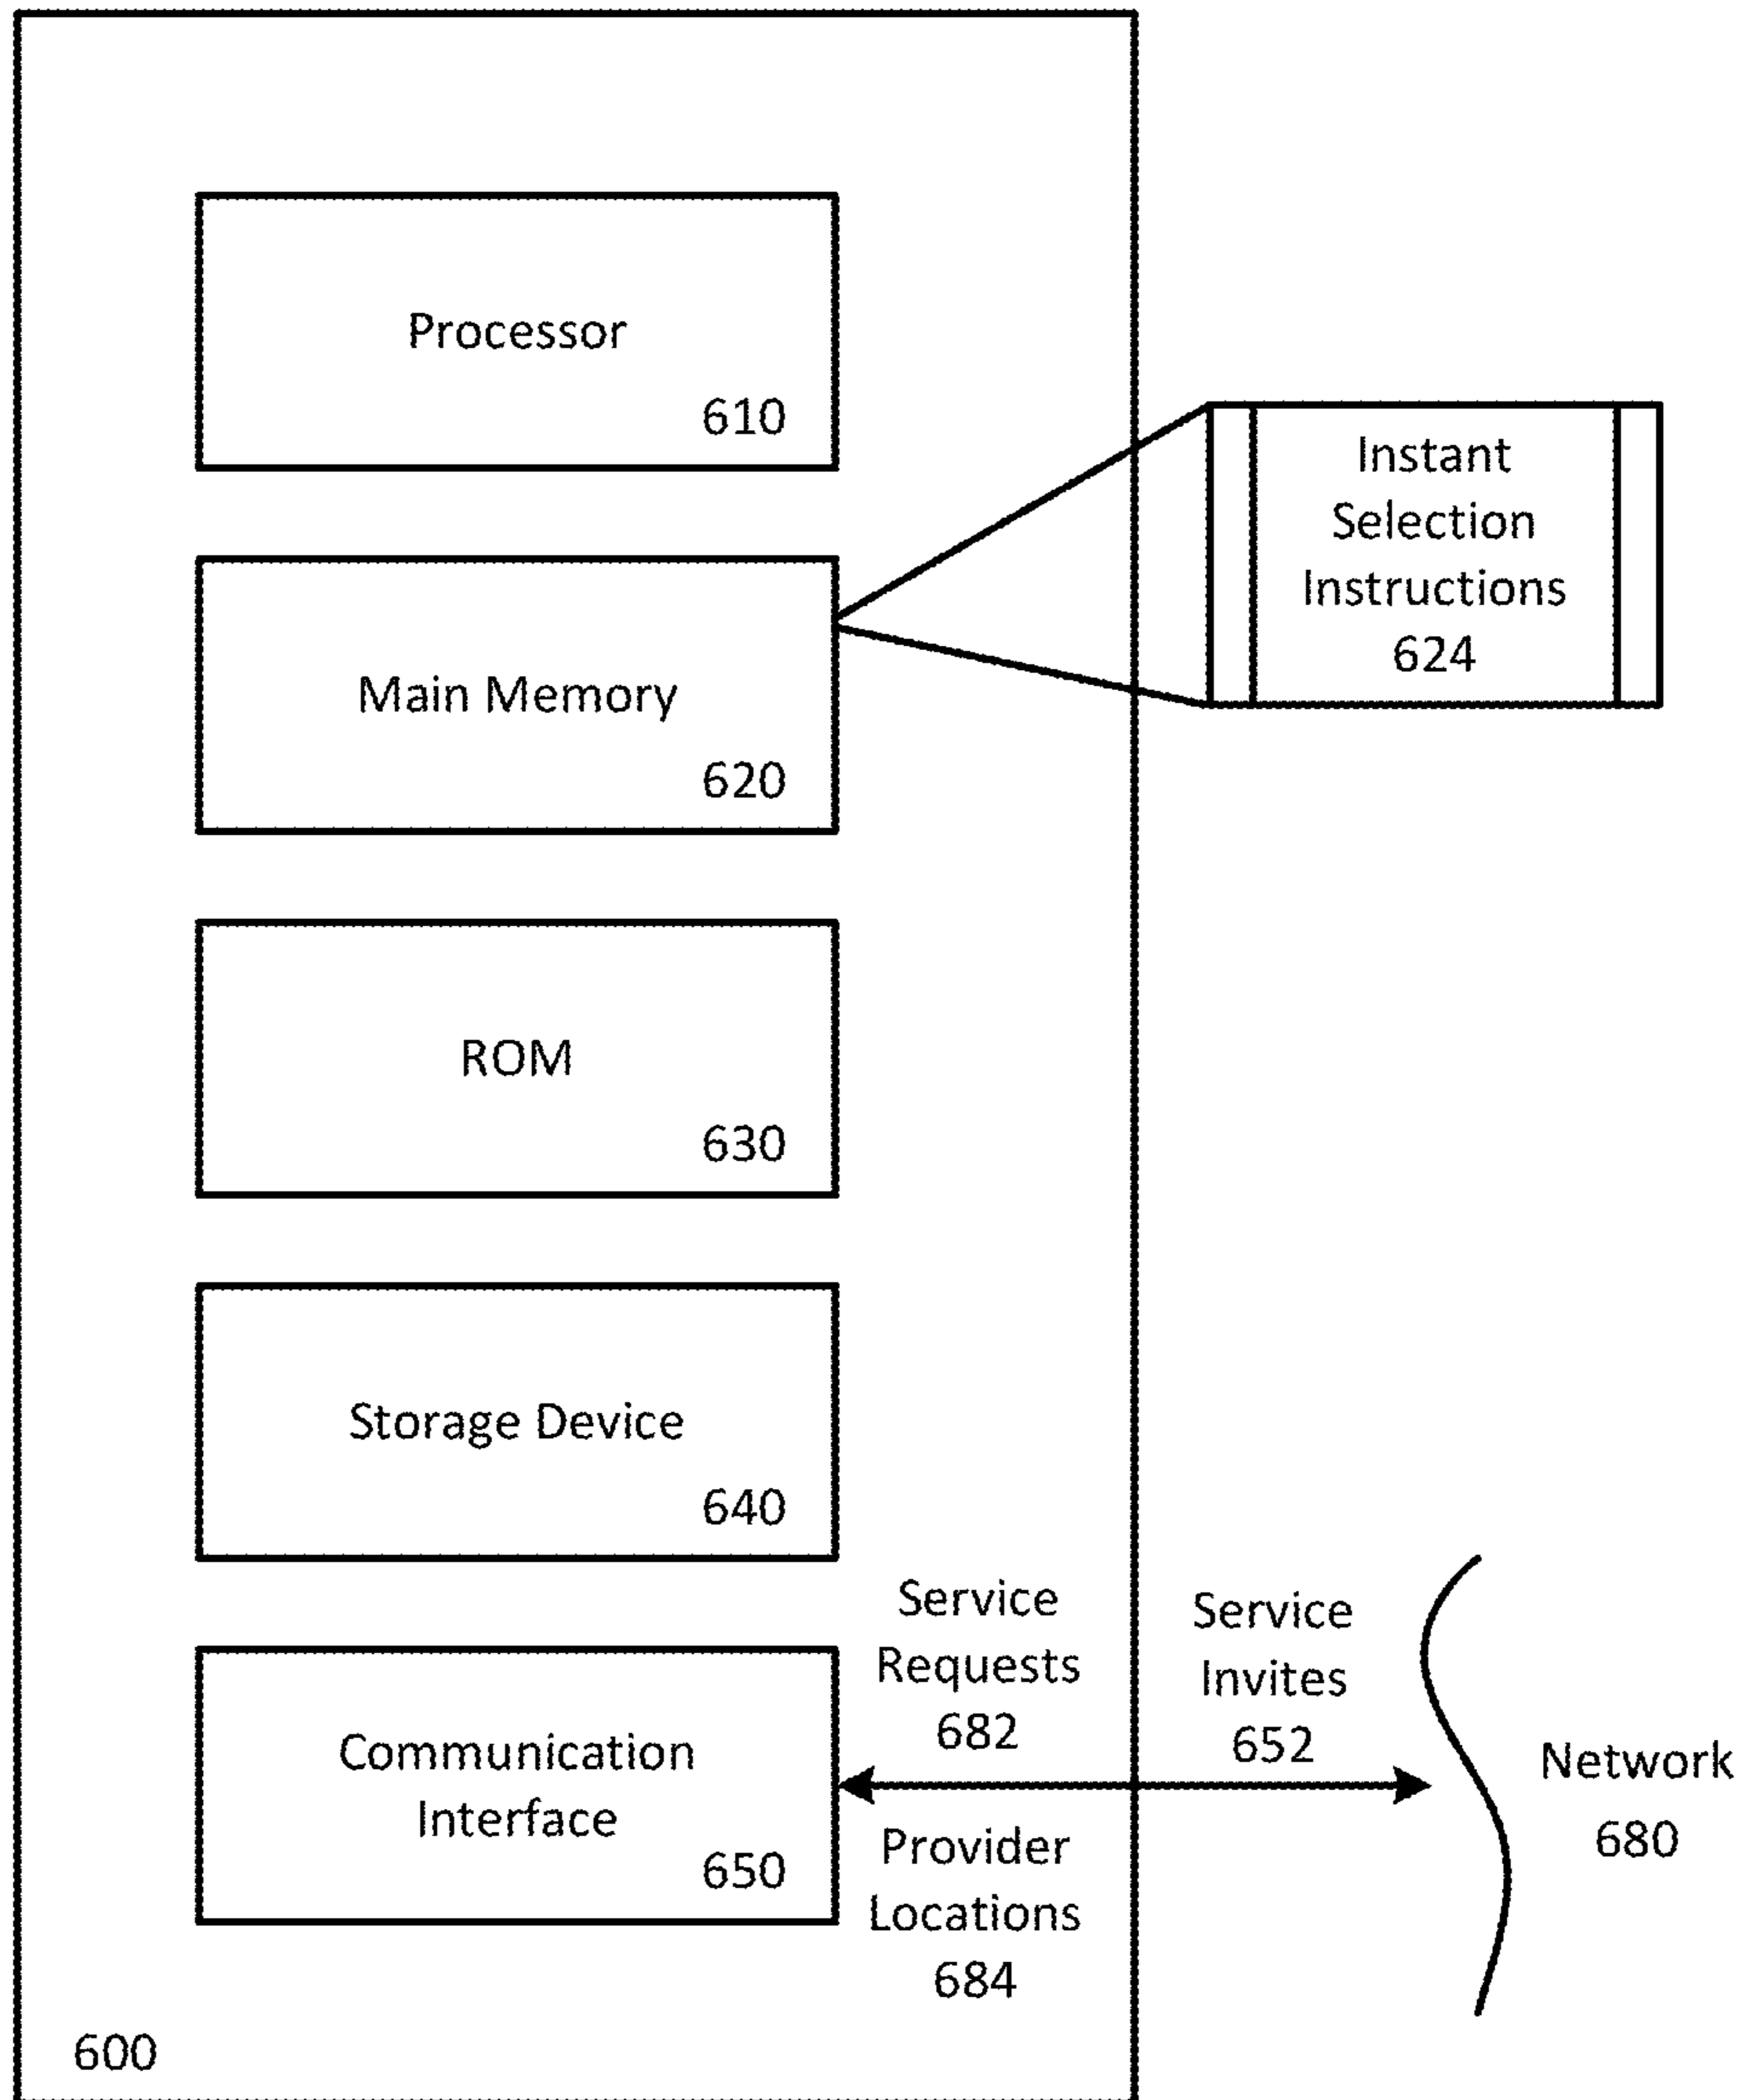 Processor
610
Instant
Selection
Instructions
624
Main Memory
620
ROM
630
Storage Device
640
Service
Requests
682
Service
Invites
652
Communication
Interface
650
Provider
Locations
684
Network
680
600